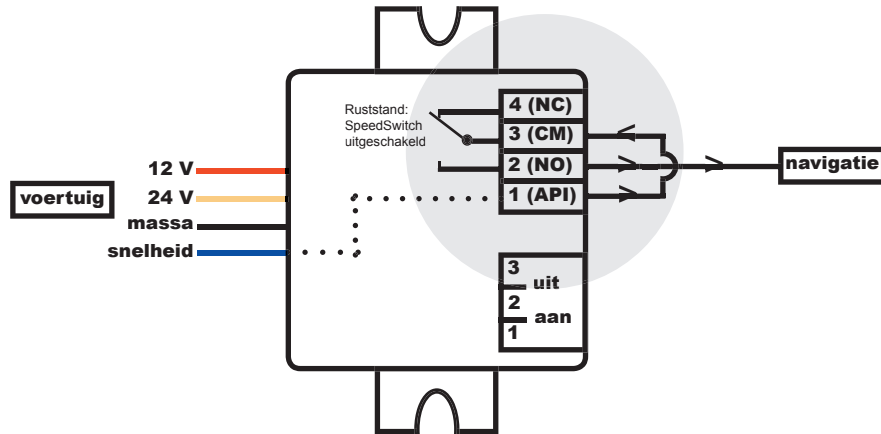 4 (NC)
Ruststand:
SpeedSwitch
uitgeschakeld
3 (CM)
12 V
2 (NO)
navigatie
voertuig
24 V
1 (API)
massa
snelheid
3
uit
2
aan
1